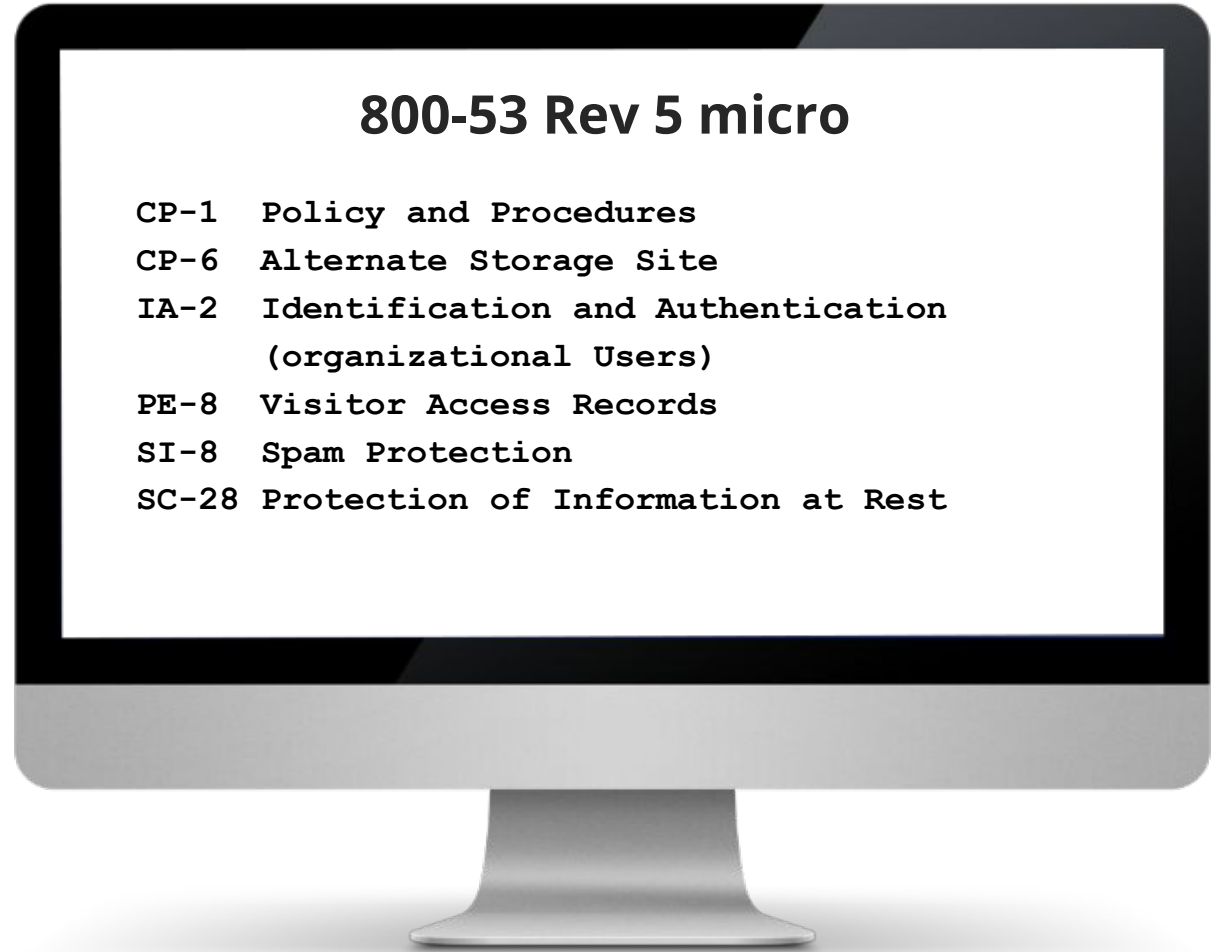 800-53 Rev 5 micro
CP-1 Policy and Procedures
CP-6 Alternate Storage Site
IA-2 Identification and Authentication
(organizational Users)
PE-8 Visitor Access Records
SI-8 Spam Protection
SC-28 Protection of Information at Rest